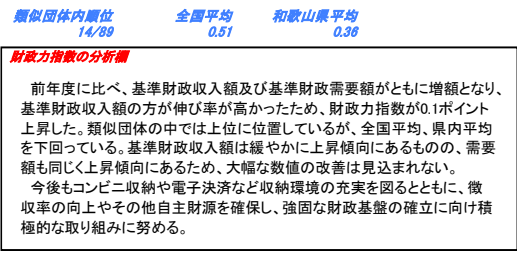 類似団体内順位 全国平均 和歌山県平均
14/89 0.51 0.36
財政力指数の分析欄
前年度に比べ、基準財政収入額及び基準財政需要額がともに増額となり、
基準財政収入額の方が伸び率が高かったため、財政力指数が0.1ポイント
上昇した。類似団体の中では上位に位置しているが、全国平均、県内平均
を下回っている。基準財政収入額は緩やかに上昇傾向にあるものの、需要
額も同じく上昇傾向にあるため、大幅な数値の改善は見込まれない。
今後もコンビニ収納や電子決済など収納環境の充実を図るとともに、徴
収率の向上やその他自主財源を確保し、強固な財政基盤の確立に向け積
極的な取り組みに努める。